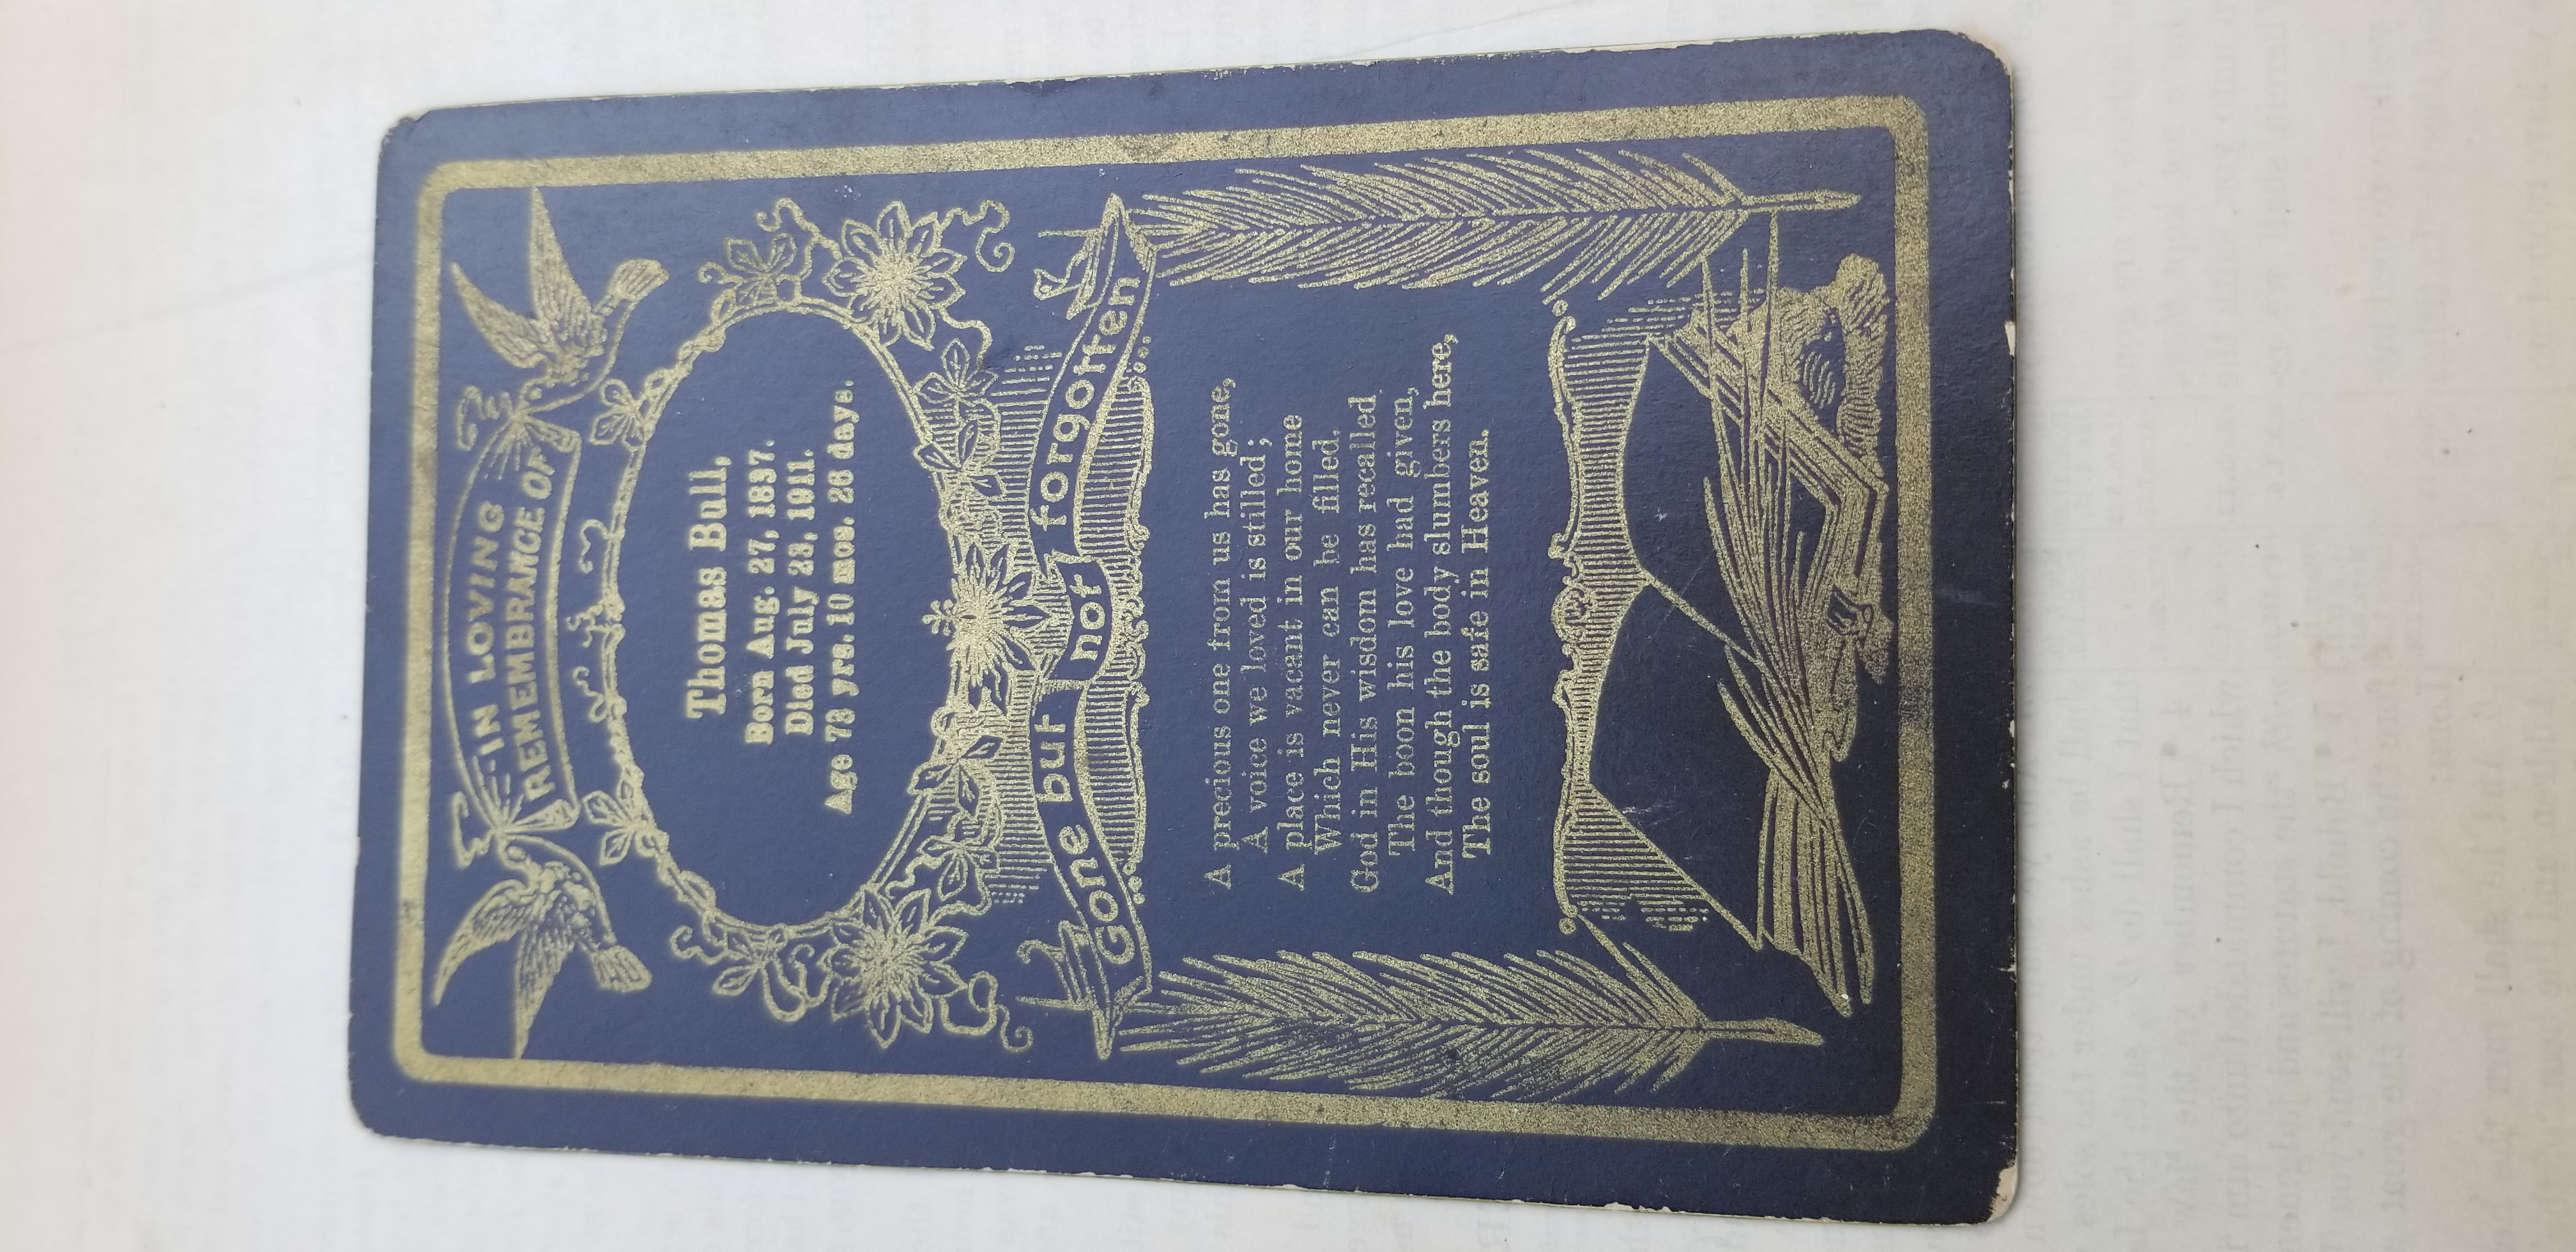 IN LOVING
REMEMBRANCE OF
Thomas Bull,
Born Aug. 27, 1837.
Died July 23, 1911.
Age 73 yrs. 10 mos. 26 days.
Gone but not forgotten
A precious one from us has gone,
A voice we loved is stilled;
A place is vacant in our home
Which never can be filled.
God in His wisdom has recalled
The boon his love had given,
And though the body slumbers here,
The soul is safe in Heaven.